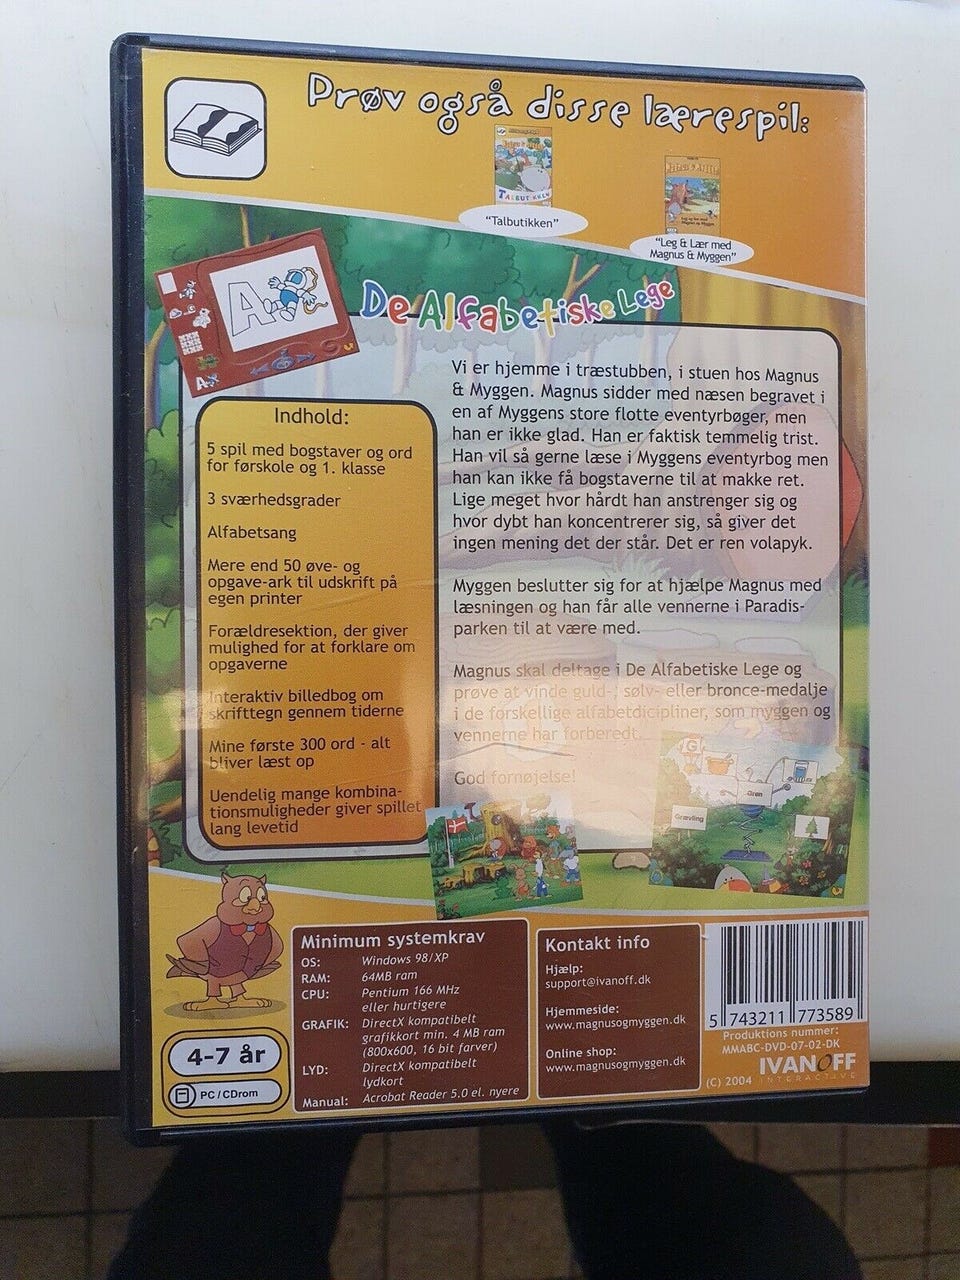 Prøv også disse lærespil:
TALBUTIKKEN
"Talbutikken"
"Leg & Lær med
Magnus & Myggen"
A
De Alfabetiske Lege
Vi er hjemme i træstubben, i stuen hos Magnus
& Myggen. Magnus sidder med næsen begravet i
en af Myggens store flotte eventyrbøger, men
han er ikke glad. Han er faktisk temmelig trist.
Han vil så gerne læse i Myggens eventyrbog men
han kan ikke få bogstaverne til at makke ret.
Lige meget hvor hårdt han anstrenger sig og
hvor dybt han koncentrerer sig, så giver det
ingen mening det der står. Det er ren volapyk.
Myggen beslutter sig for at hjælpe Magnus med
læsningen og han får alle vennerne i Paradis-
parken til at være med.
Magnus skal deltage i De Alfabetiske Lege og
prøve at vinde guld-, sølv- eller bronce-medalje
i de forskellige alfabetdicipliner, som myggen og
vennerne har forberedt.
God fornøjelse!
Indhold:
5 spil med bogstaver og ord
for førskole og 1. klasse
3 sværhedsgrader
Alfabetsang
Mere end 50 øve- og
opgave-ark til udskrift på
egen printer
Forældresektion, der giver
mulighed for at forklare om
opgaverne
Interaktiv billedbog om
skrifttegn gennem tiderne
Mine første 300 ord - alt
bliver læst op
Uendelig mange kombina-
tionsmuligheder giver spillet
lang levetid
G
Grøn
Grævling
4-7 år
PC / CDrom
Minimum systemkrav
OS: Windows 98/XP
RAM: 64MB ram
CPU: Pentium 166 MHz
eller hurtigere
GRAFIK: DirectX kompatibelt
grafikkort min. 4 MB ram
(800x600, 16 bit farver)
LYD: DirectX kompatibelt
lydkort
Manual: Acrobat Reader 5.0 el. nyere
Kontakt info
Hjælp:
support@ivanoff.dk
Hjemmeside:
www.magnusogmyggen.dk
Online shop:
www.magnusogmyggen.dk
5 743211 773589
Produktions nummer:
MMABC-DVD-07-02-DK
(C) 2004
IVANOFF
INTERACTIVE